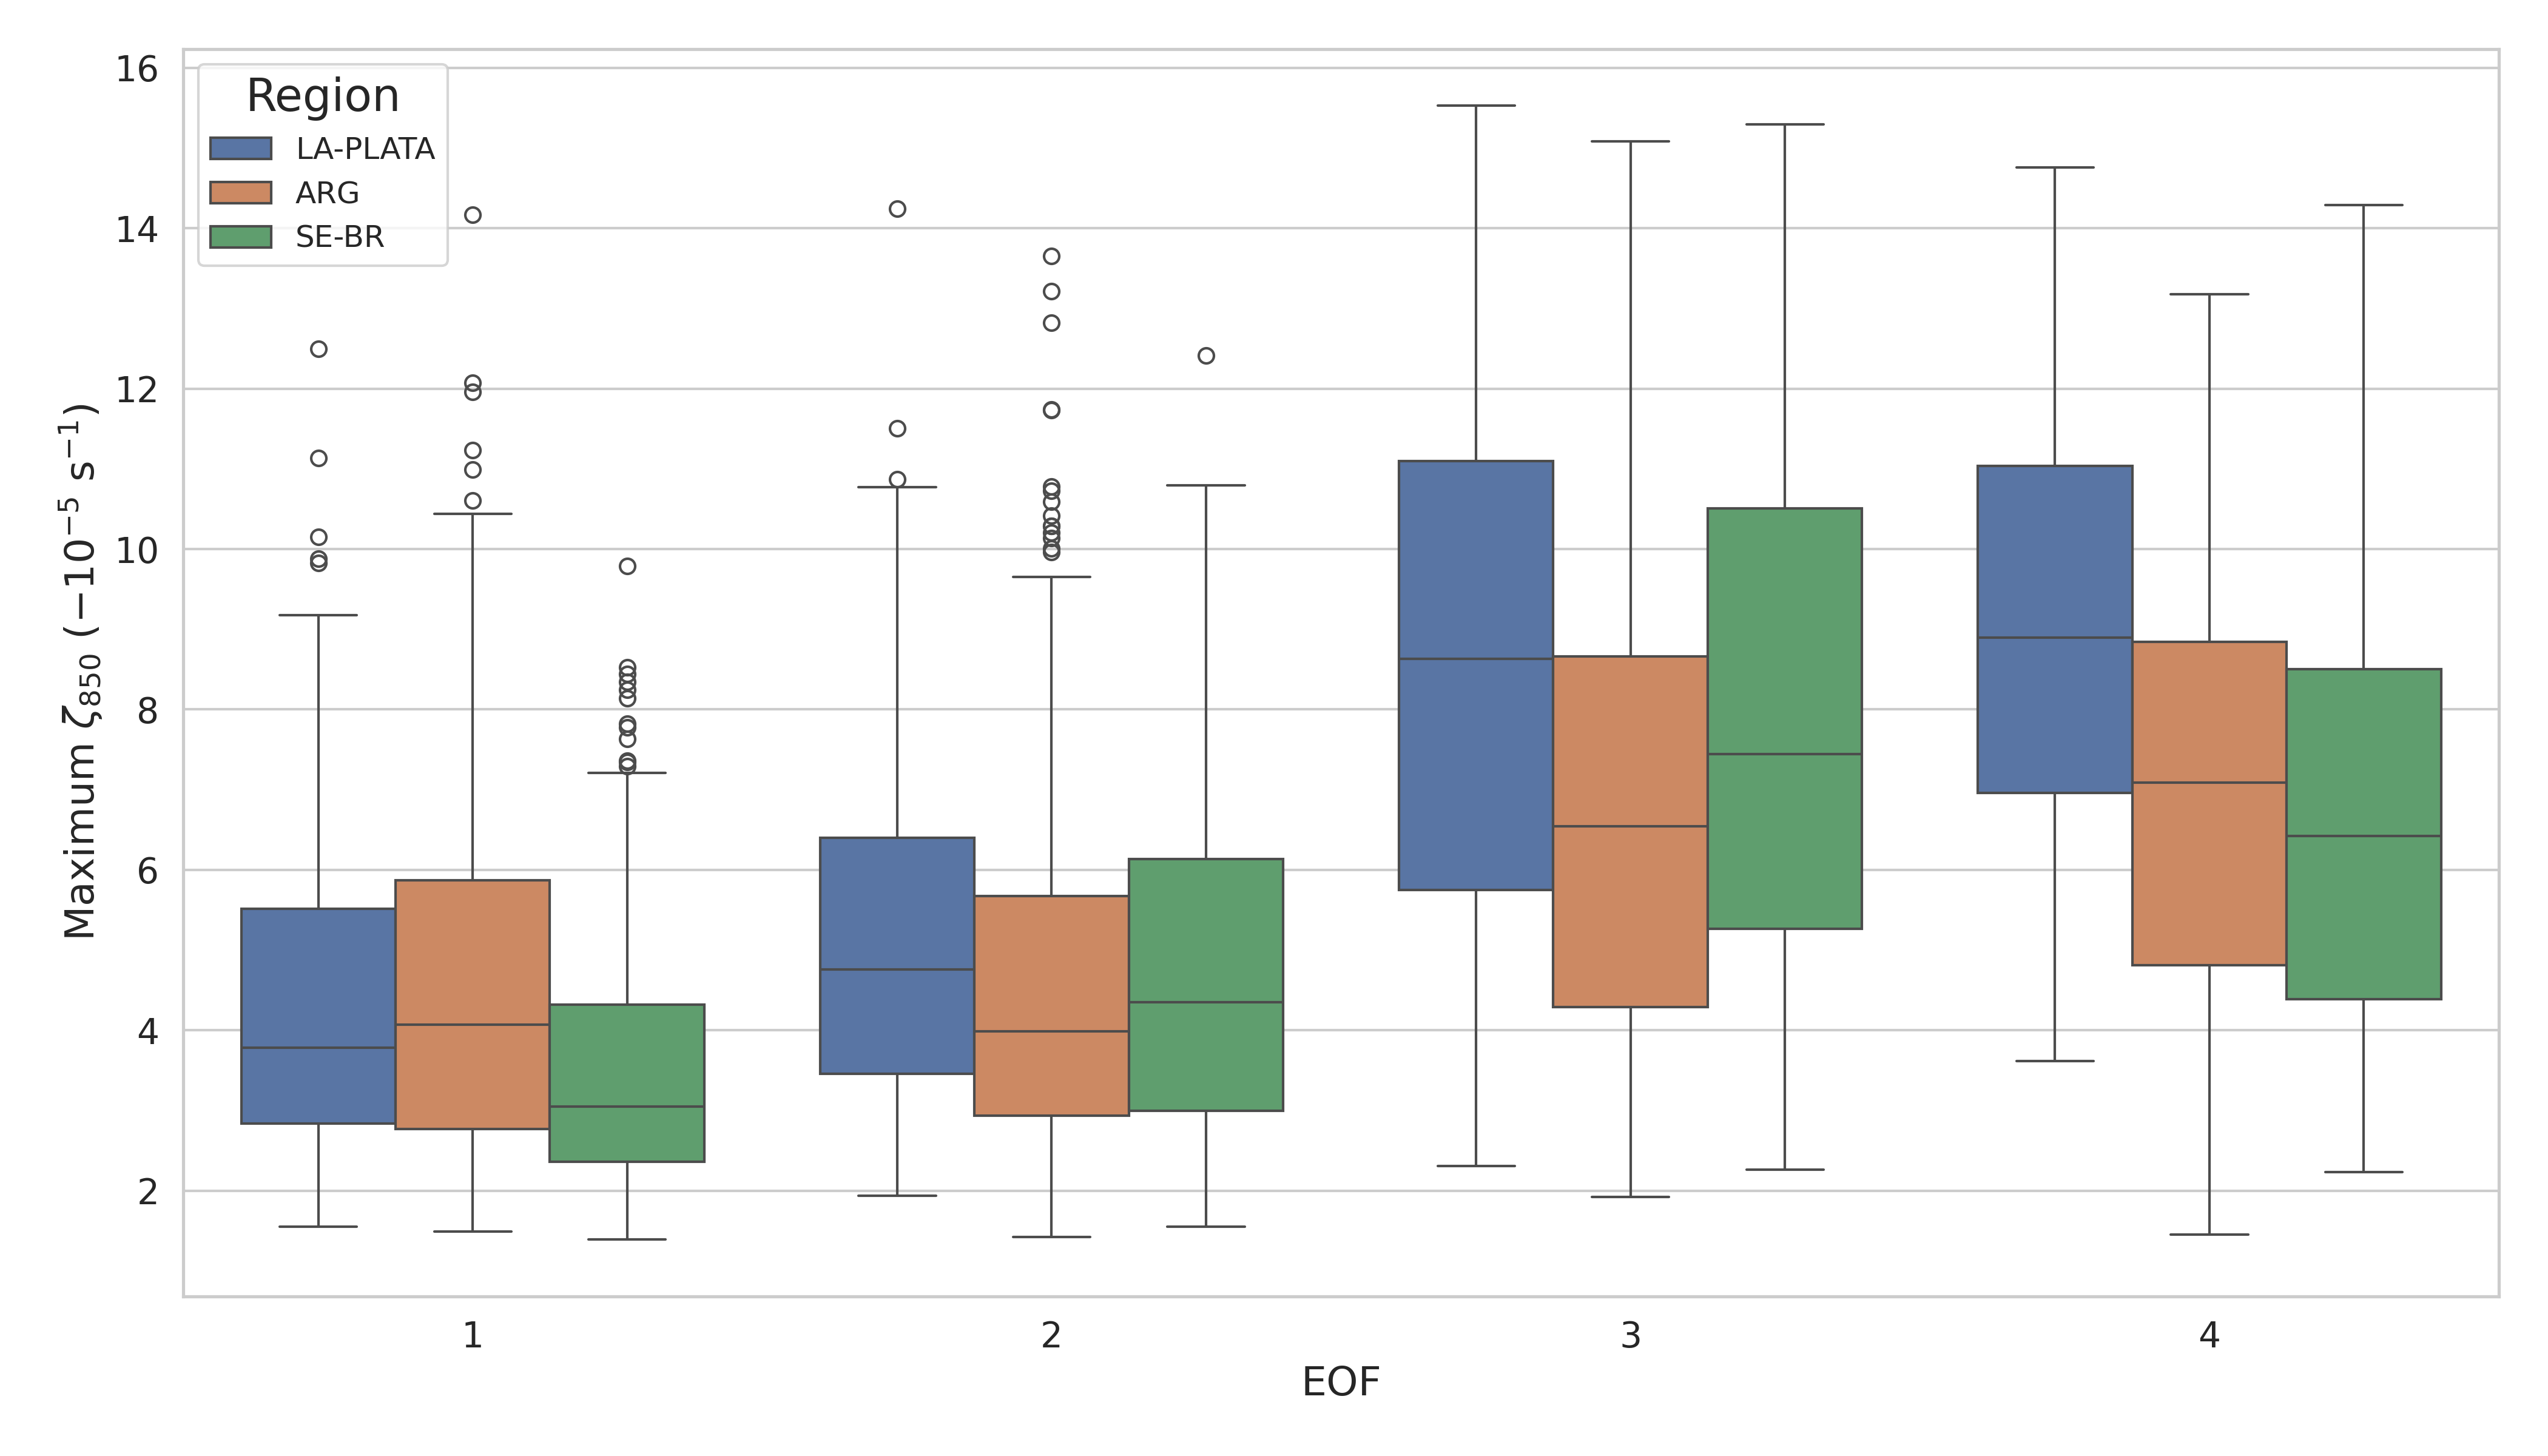 Region
LA-PLATA
ARG
SE-BR
16
14
12
10
8
6
4
2
Maximum ζ₈₅₀ (−10⁻⁵ s⁻¹)
1 2 3 4
EOF